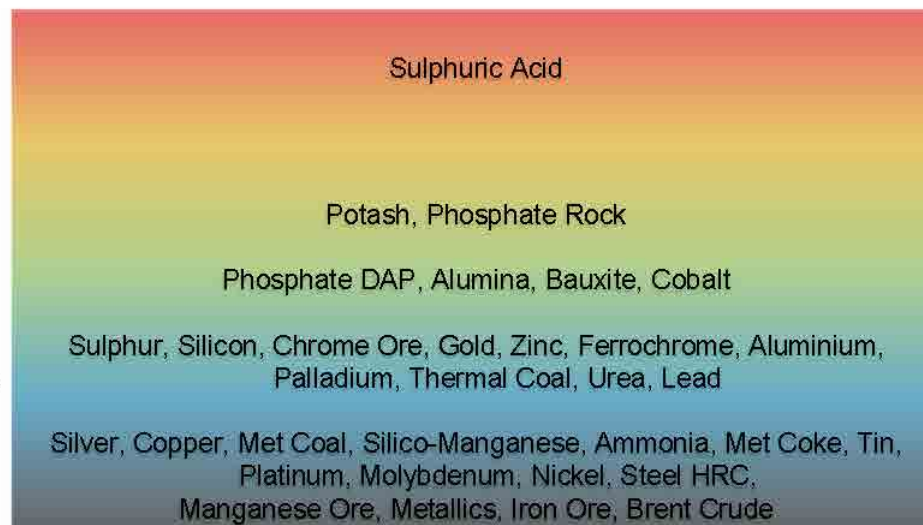 Sulphuric Acid
Potash, Phosphate Rock
Phosphate DAP, Alumina, Bauxite, Cobalt
Sulphur, Silicon, Chrome Ore, Gold, Zinc, Ferrochrome, Aluminium,
Palladium, Thermal Coal, Urea, Lead
Silver, Copper, Met Coal, Silico-Manganese, Ammonia, Met Coke, Tin,
Platinum, Molybdenum, Nickel, Steel HRC,
Manganese Ore, Metallics, Iron Ore, Brent Crude